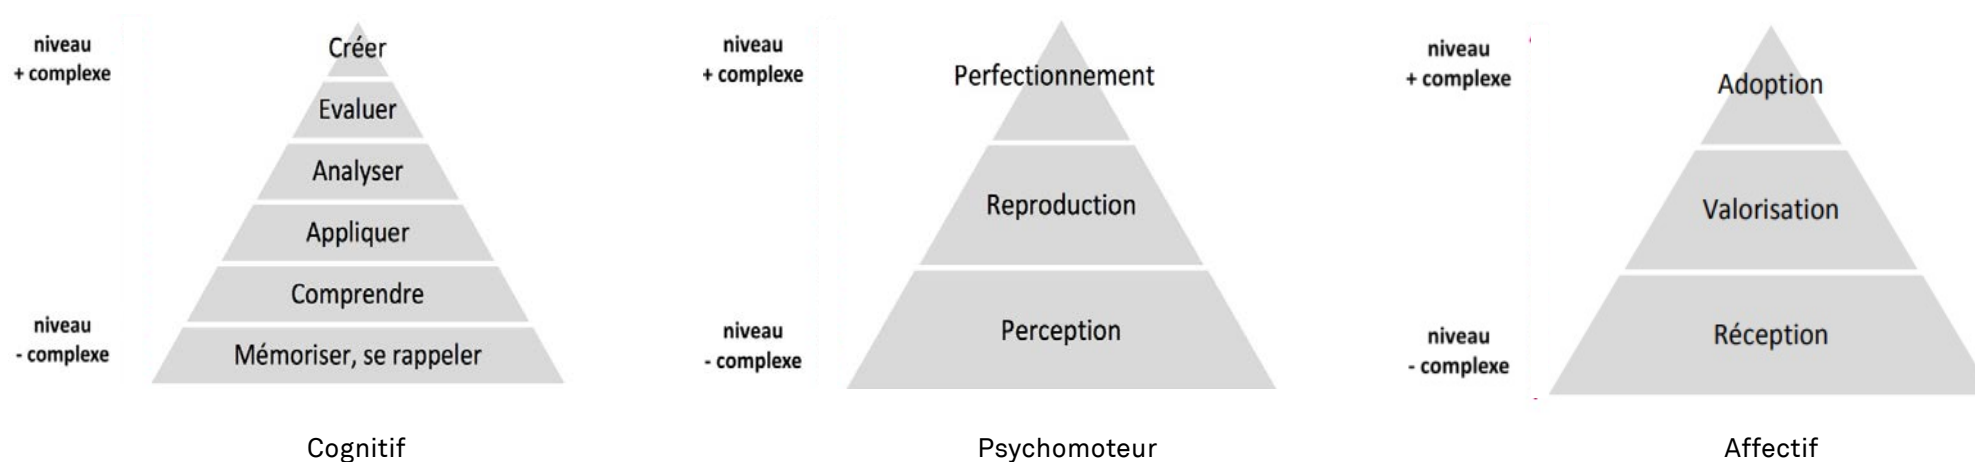 niveau
+ complexe
Créer
Evaluer
Analyser
Appliquer
Comprendre
Mémoriser, se rappeler
niveau
- complexe
Cognitif
niveau
+ complexe
Perfectionnement
Reproduction
Perception
niveau
- complexe
Psychomoteur
niveau
+ complexe
Adoption
Valorisation
Réception
niveau
- complexe
Affectif